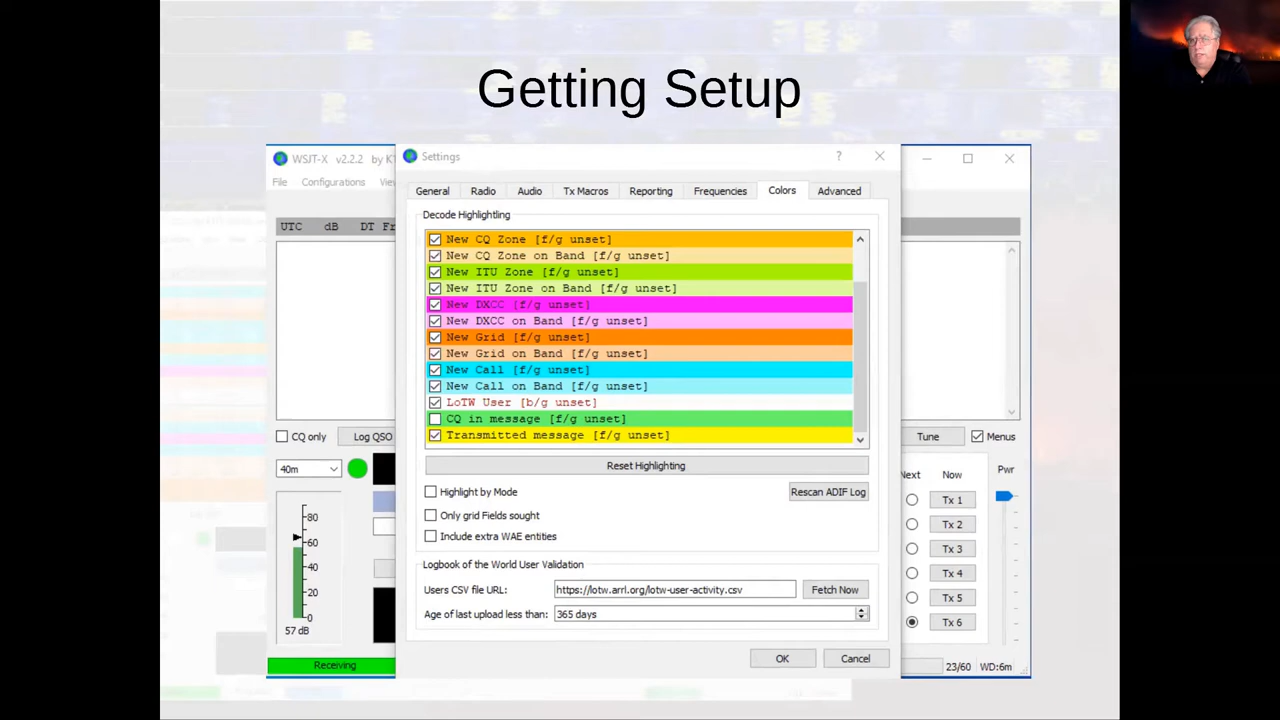 Getting Setup
WSJT-X v2.2.2 by K
Settings
?
File Configurations Vie
General Radio Audio Tx Macros Reporting Frequencies Colors Advanced
Decode Highlightling
UTC dB DT Fr
New CQ Zone [f/g unset]
New CQ Zone on Band [f/g unset]
New ITU Zone [f/g unset]
New ITU Zone on Band [f/g unset]
New DXCC [f/g unset]
New DXCC on Band [f/g unset]
New Grid [f/g unset]
New Grid on Band [f/g unset]
New Call [f/g unset]
New Call on Band [f/g unset]
LoTW User [b/g unset]
CQ in message [f/g unset]
Transmitted message [f/g unset]
CQ only Log QSO
Tune Menus
Reset Highlighting
40m
Next Now Pwr
Highlight by Mode
Rescan ADIF Log
Only grid Fields sought
Include extra WAE entities
Logbook of the World User Validation
Users CSV file URL: https://lotw.arrl.org/lotw-user-activity.csv Fetch Now
Age of last upload less than: 365 days
OK Cancel
80
60
40
20
0
57 dB
Receiving
Tx 1
Tx 2
Tx 3
Tx 4
Tx 5
Tx 6
23/60 WD:6m